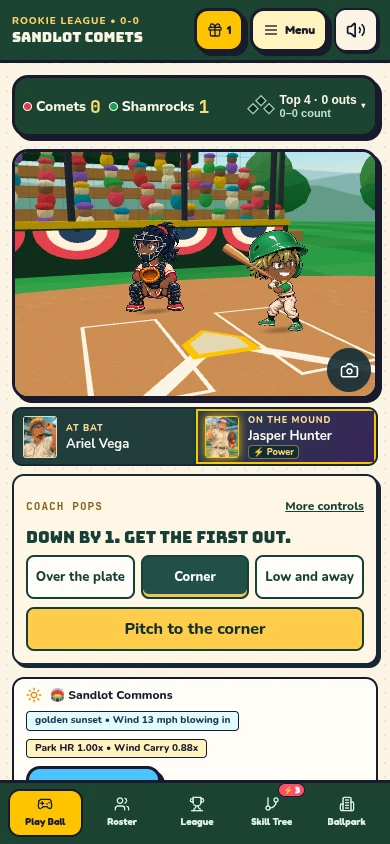 ROOKIE LEAGUE • 0-0
SANDLOT COMETS
1
Menu
Comets 0 Shamrocks 1
Top 4 · 0 outs ▾
0–0 count
AT BAT
Ariel Vega
ON THE MOUND
Jasper Hunter
⚡ Power
COACH POPS
More controls
DOWN BY 1. GET THE FIRST OUT.
Over the plate
Corner
Low and away
Pitch to the corner
Sandlot Commons
golden sunset • Wind 13 mph blowing in
Park HR 1.00x • Wind Carry 0.88x
⚡ 3
Play Ball
Roster
League
Skill Tree
Ballpark